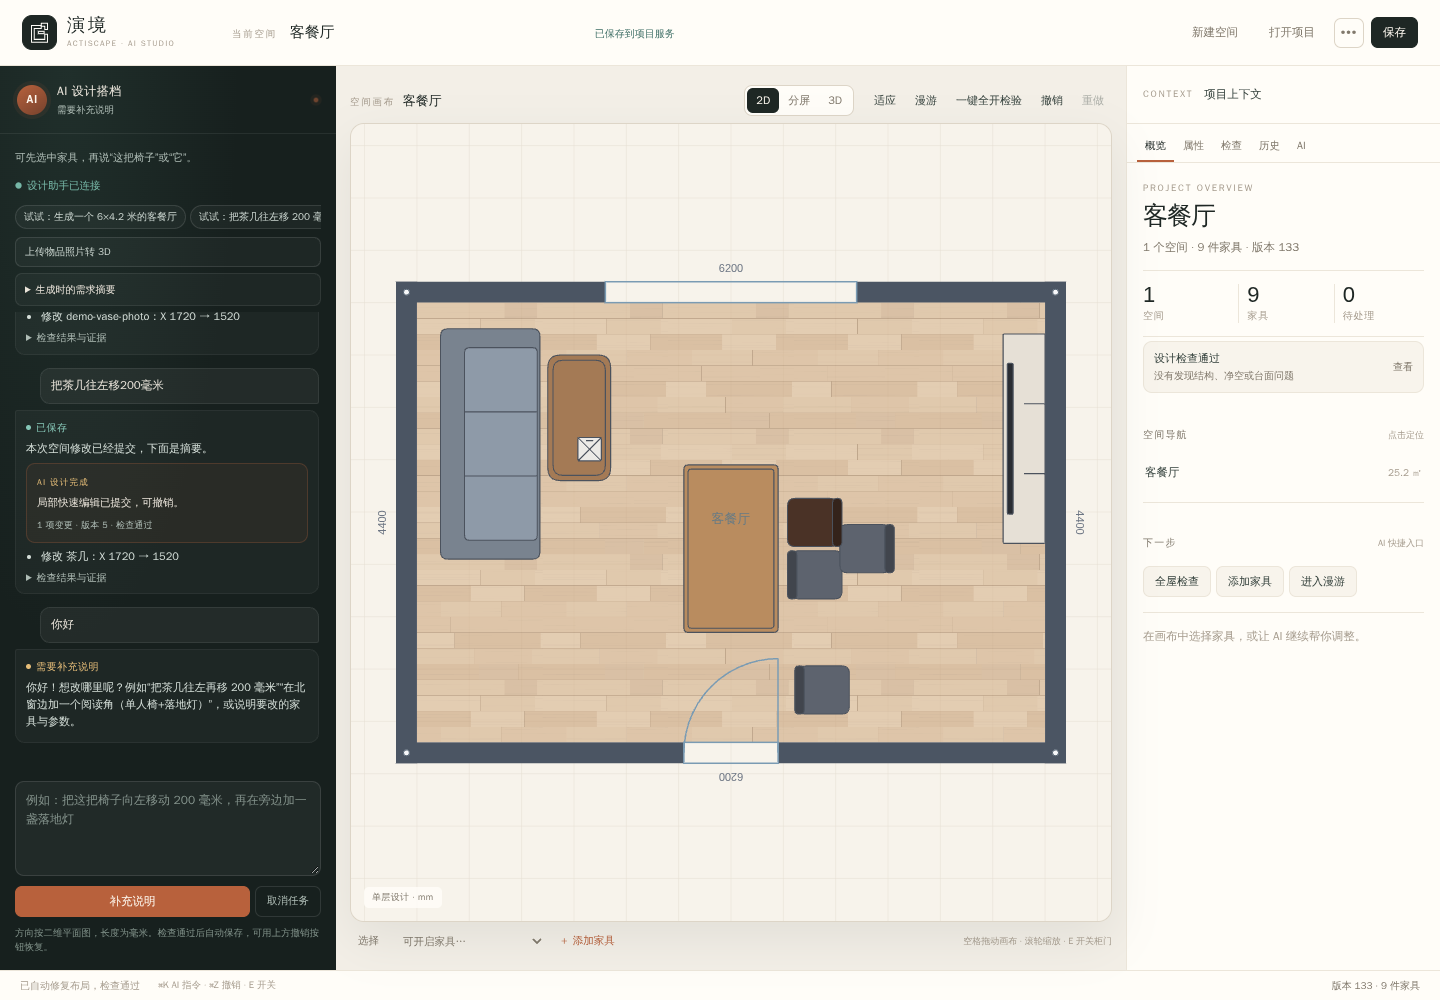 演境
ACTISCAPE · AI STUDIO
当前空间 客餐厅
已保存到项目服务
新建空间
打开项目
•••
保存
AI
AI 设计搭档
需要补充说明
可先选中家具，再说“这把椅子”或“它”。
设计助手已连接
试试：生成一个 6×4.2 米的客餐厅
试试：把茶几往左移 200 毫
上传物品照片转 3D
▶ 生成时的需求摘要
• 修改 demo-vase-photo：X 1720 → 1520
▶ 检查结果与证据
把茶几往左移200毫米
已保存
本次空间修改已经提交，下面是摘要。
AI 设计完成
局部快速编辑已提交，可撤销。
1 项变更 · 版本 5 · 检查通过
• 修改 茶几：X 1720 → 1520
▶ 检查结果与证据
你好
需要补充说明
你好！想改哪里呢？例如“把茶几往左再移 200 毫米”“在北
窗边加一个阅读角（单人椅+落地灯）”，或说明要改的家
具与参数。
例如：把这把椅子向左移动 200 毫米，再在旁边加一
盏落地灯
补充说明
取消任务
方向按二维平面图，长度为毫米。检查通过后自动保存，可用上方撤销按
钮恢复。
空间画布 客餐厅
2D
分屏
3D
适应
漫游
一键全开检验
撤销
重做
6200
4400
客餐厅
4400
6200
单层设计 · mm
选择
可开启家具…
+ 添加家具
空格拖动画布 · 滚轮缩放 · E 开关柜门
CONTEXT 项目上下文
概览
属性
检查
历史
AI
PROJECT OVERVIEW
客餐厅
1 个空间 · 9 件家具 · 版本 133
1
空间
9
家具
0
待处理
设计检查通过
没有发现结构、净空或台面问题
查看
空间导航
点击定位
客餐厅
25.2 ㎡
下一步
AI 快捷入口
全屋检查
添加家具
进入漫游
在画布中选择家具，或让 AI 继续帮你调整。
已自动修复布局，检查通过
⌘K AI 指令 · ⌘Z 撤销 · E 开关
版本 133 · 9 件家具